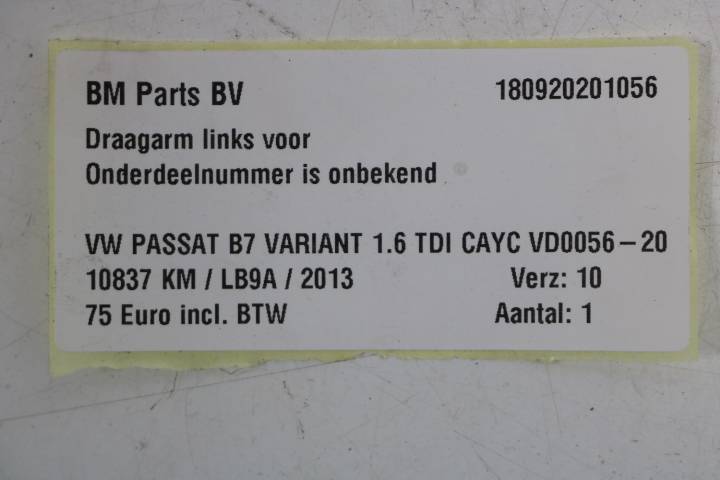 BM Parts BV 180920201056
Draagarm links voor
Onderdeelnummer is onbekend
VW PASSAT B7 VARIANT 1.6 TDI CAYC VD0056-20
10837 KM / LB9A / 2013 Verz: 10
75 Euro incl. BTW Aantal: 1